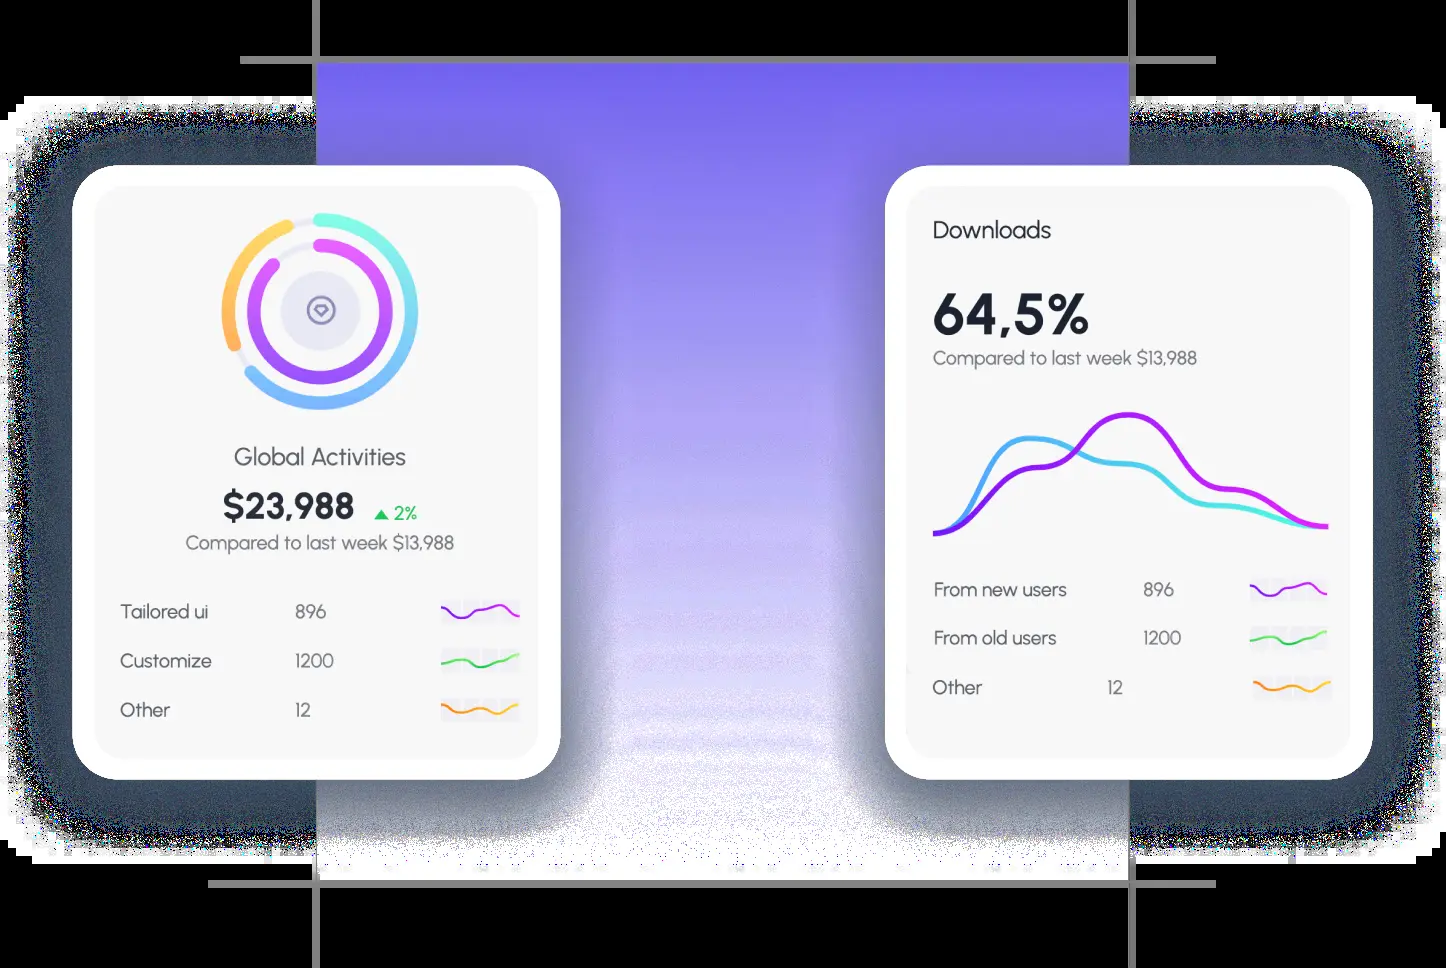 Global Activities
$23,988 ▲ 2%
Compared to last week $13,988
Tailored ui 896
Customize 1200
Other 12
Downloads
64,5%
Compared to last week $13,988
From new users 896
From old users 1200
Other 12